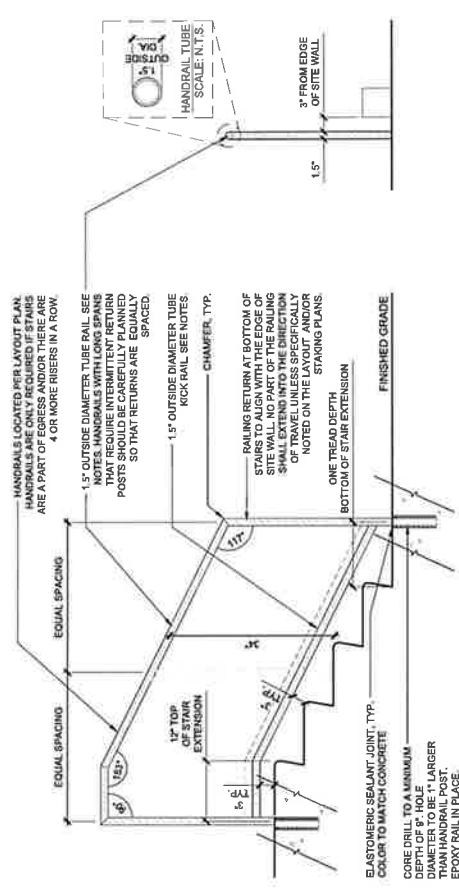 HANDRAILS LOCATED PER LAYOUT PLAN.
HANDRAILS ARE ONLY REQUIRED IF STAIRS
ARE A PART OF EGRESS AND/OR THERE ARE
4 OR MORE RISERS IN A ROW.
1.5" OUTSIDE DIAMETER TUBE RAIL. SEE
NOTES. HANDRAILS WITH LONG SPANS
THAT REQUIRE INTERMITTENT RETURN
POSTS SHOULD BE CAREFULLY PLANNED
SO THAT RETURNS ARE EQUALLY
SPACED.
1.5" OUTSIDE DIAMETER TUBE
KICK RAIL. SEE NOTES.
CHAMFER, TYP.
RAILING RETURN AT BOTTOM OF
STAIRS TO ALIGN WITH THE EDGE OF
SITE WALL. NO PART OF THE RAILING
SHALL EXTEND INTO THE DIRECTION
OF TRAVEL UNLESS SPECIFICALLY
NOTED ON THE LAYOUT AND/OR
STAKING PLANS.
ONE TREAD DEPTH
BOTTOM OF STAIR EXTENSION
FINISHED GRADE
EQUAL SPACING
EQUAL SPACING
12" TOP
OF STAIR
EXTENSION
153°
117°
34"
3"
TYP.
TYP.
ELASTOMERIC SEALANT JOINT, TYP.
COLOR TO MATCH CONCRETE
CORE DRILL TO A MINIMUM
DEPTH OF 9". HOLE
DIAMETER TO BE 1" LARGER
THAN HANDRAIL POST.
EPOXY RAIL IN PLACE.
1.5"
OUTSIDE
DIA.
HANDRAIL TUBE
SCALE: N.T.S.
1.5"
3" FROM EDGE
OF SITE WALL